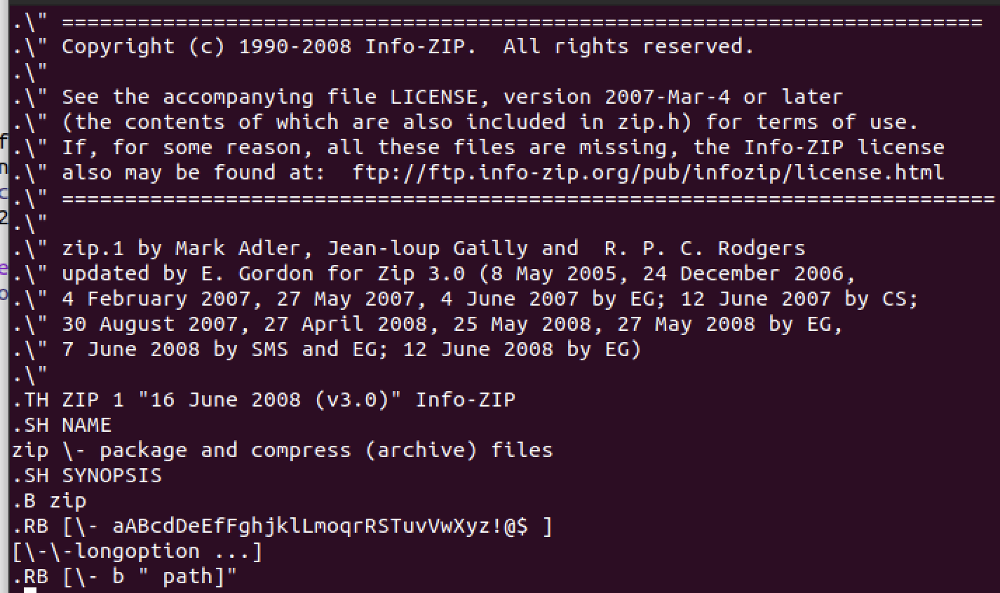 .\" =========================================================================
.\" Copyright (c) 1990-2008 Info-ZIP.  All rights reserved.
.\"
.\" See the accompanying file LICENSE, version 2007-Mar-4 or later
.\" (the contents of which are also included in zip.h) for terms of use.
.\" If, for some reason, all these files are missing, the Info-ZIP license
.\" also may be found at:  ftp://ftp.info-zip.org/pub/infozip/license.html
.\" ==========================================================================
.\"
.\" zip.1 by Mark Adler, Jean-loup Gailly and  R. P. C. Rodgers
.\" updated by E. Gordon for Zip 3.0 (8 May 2005, 24 December 2006,
.\" 4 February 2007, 27 May 2007, 4 June 2007 by EG; 12 June 2007 by CS;
.\" 30 August 2007, 27 April 2008, 25 May 2008, 27 May 2008 by EG,
.\" 7 June 2008 by SMS and EG; 12 June 2008 by EG)
.\"
.TH ZIP 1 "16 June 2008 (v3.0)" Info-ZIP
.SH NAME
zip \- package and compress (archive) files
.SH SYNOPSIS
.B zip
.RB [\- aABcdDeEfFghjklLmoqrRSTuvVwXyz!@$ ]
[\-\-longoption ...]
.RB [\- b " path]"